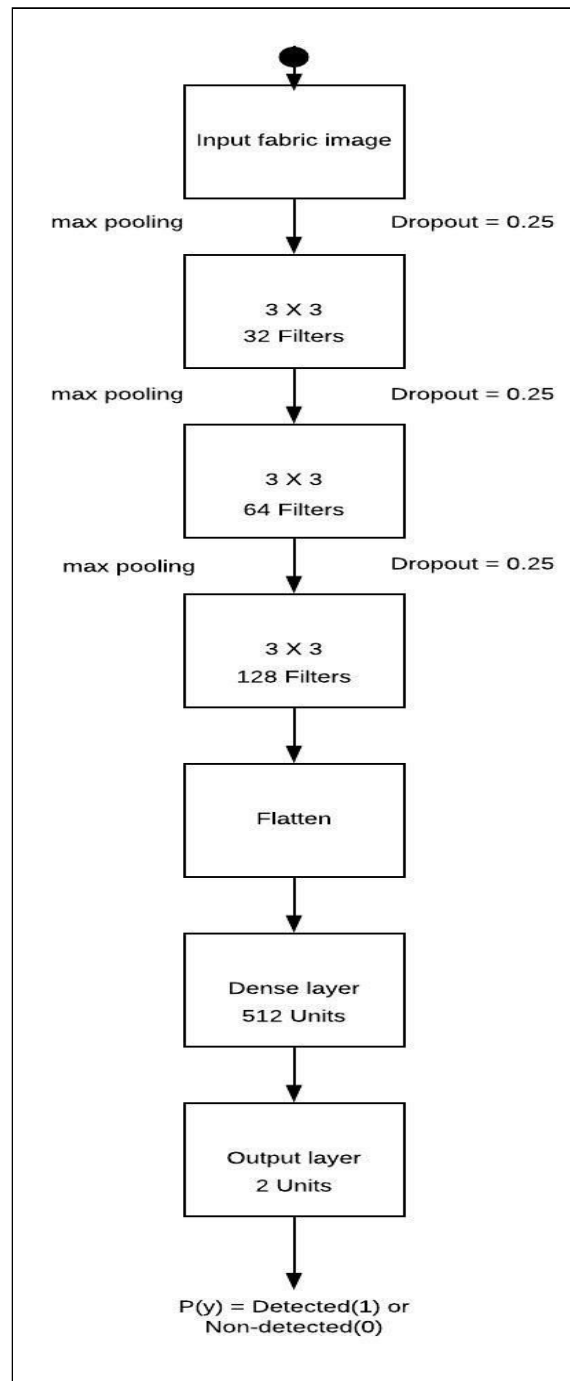 Input fabric image
max pooling
Dropout = 0.25
3 X 3
32 Filters
max pooling
Dropout = 0.25
3 X 3
64 Filters
max pooling
Dropout = 0.25
3 X 3
128 Filters
Flatten
Dense layer
512 Units
Output layer
2 Units
P(y) = Detected(1) or
Non-detected(0)